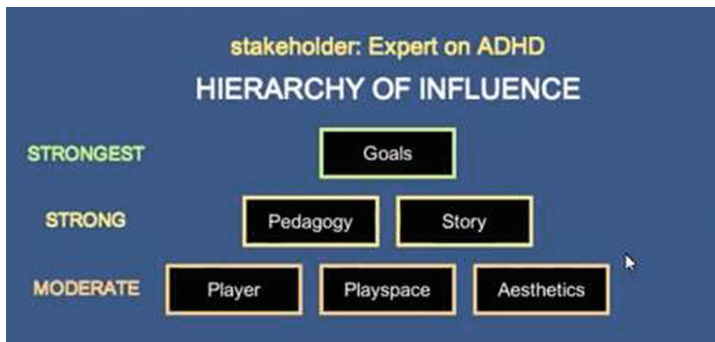 stakeholder: Expert on ADHD
HIERARCHY OF INFLUENCE
STRONGEST Goals
STRONG Pedagogy Story
MODERATE Player Playspace Aesthetics